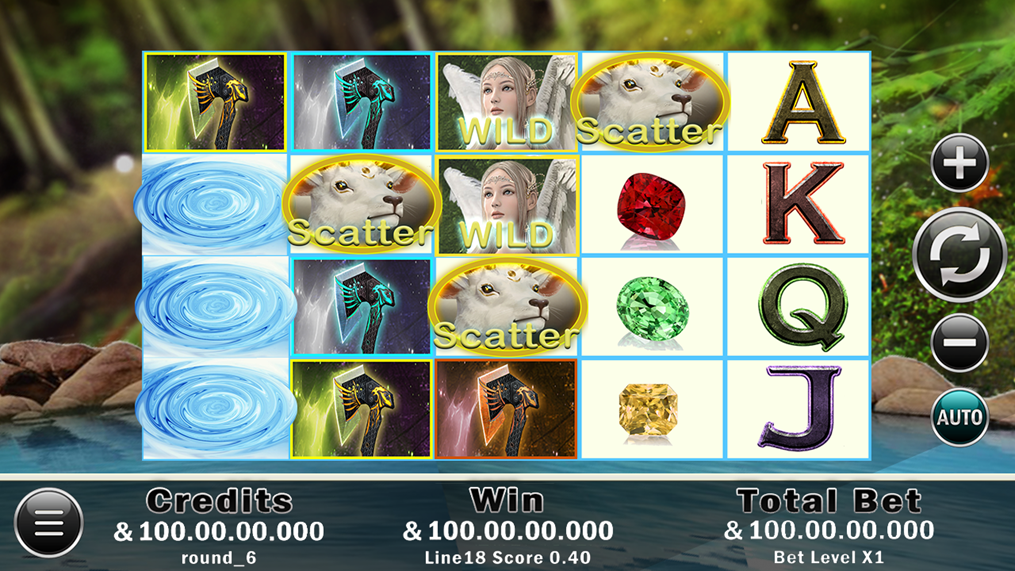 WILD
Scatter
A
Scatter
WILD
K
Scatter
Q
J
AUTO
Credits
Win
Total Bet
& 100.00.00.000
& 100.00.00.000
& 100.00.00.000
round_6
Line18 Score 0.40
Bet Level X1